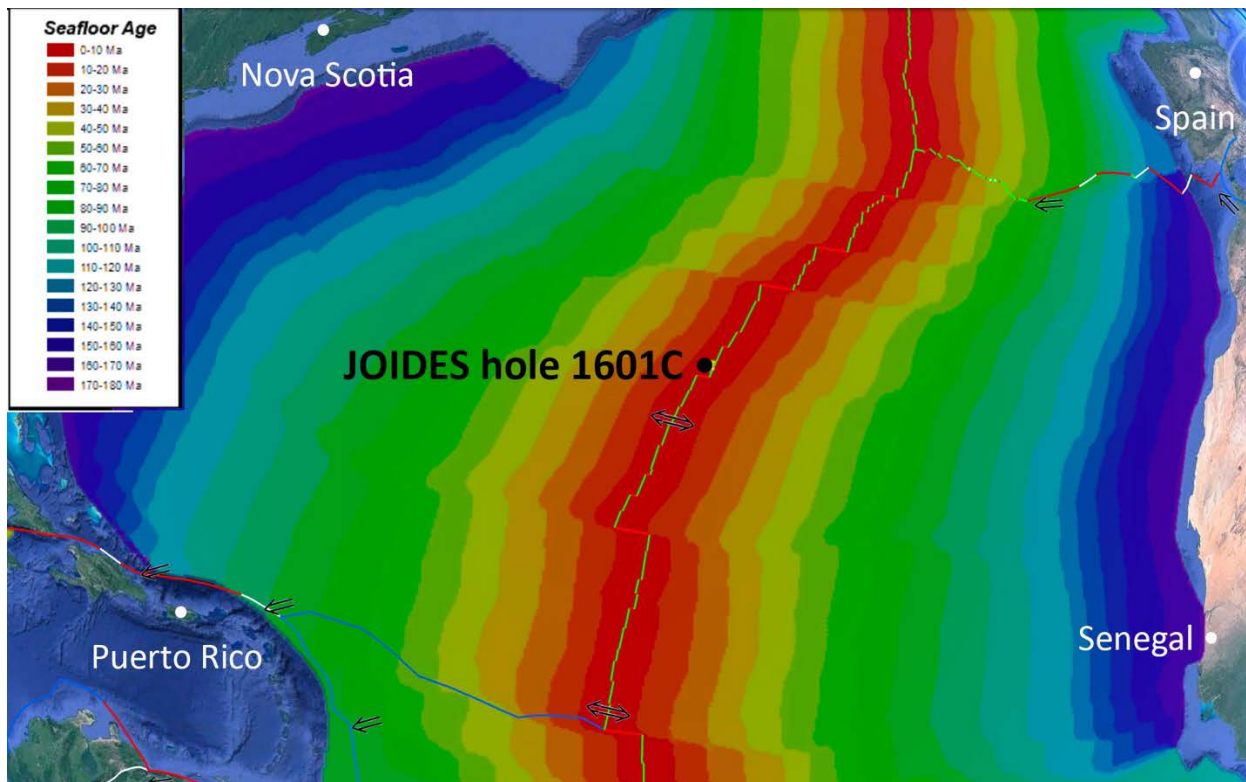 Seafloor Age
0-10 Ma
10-20 Ma
20-30 Ma
30-40 Ma
40-50 Ma
50-60 Ma
60-70 Ma
70-80 Ma
80-90 Ma
90-100 Ma
100-110 Ma
110-120 Ma
120-130 Ma
130-140 Ma
140-150 Ma
150-160 Ma
160-170 Ma
170-180 Ma
Nova Scotia
Spain
JOIDES hole 1601C
Puerto Rico
Senegal